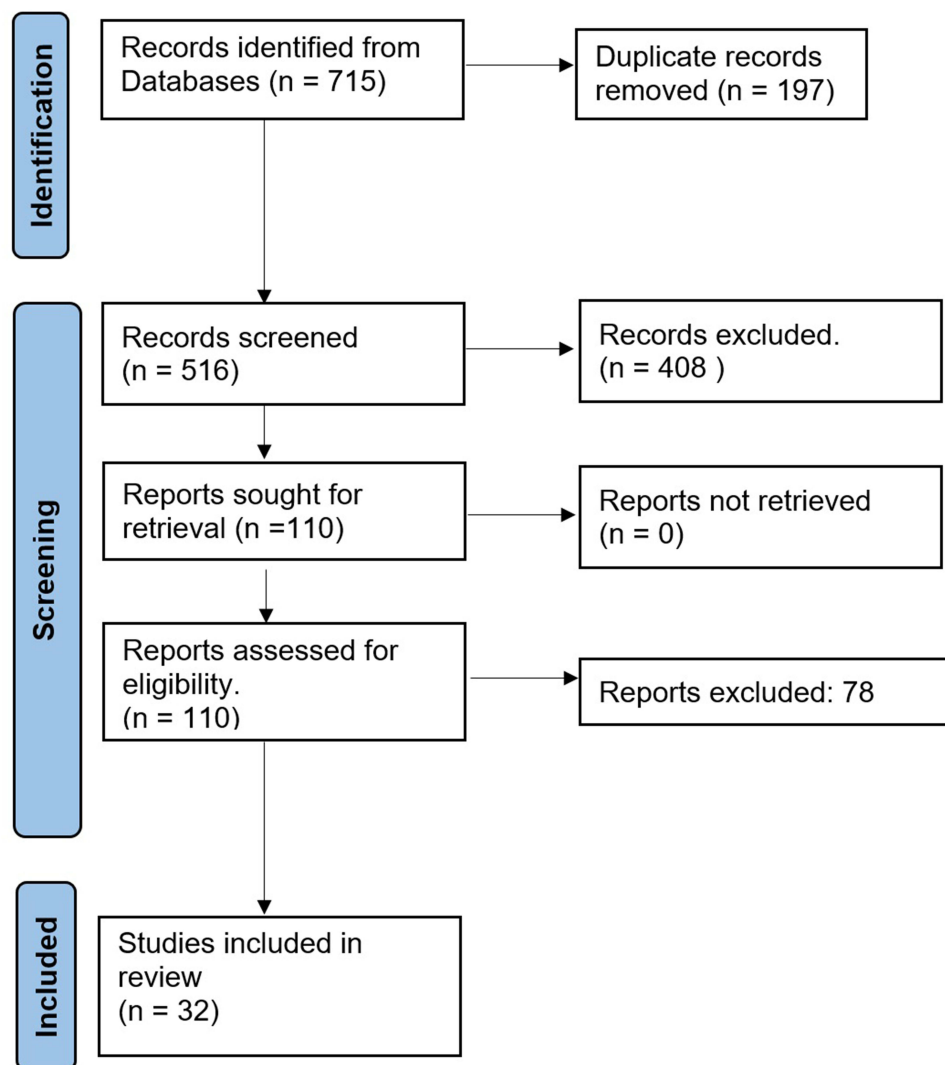 Identification
Records identified from
Databases (n = 715)
Duplicate records
removed (n = 197)
Screening
Records screened
(n = 516)
Records excluded.
(n = 408 )
Reports sought for
retrieval (n =110)
Reports not retrieved
(n = 0)
Reports assessed for
eligibility.
(n = 110)
Reports excluded: 78
Included
Studies included in
review
(n = 32)